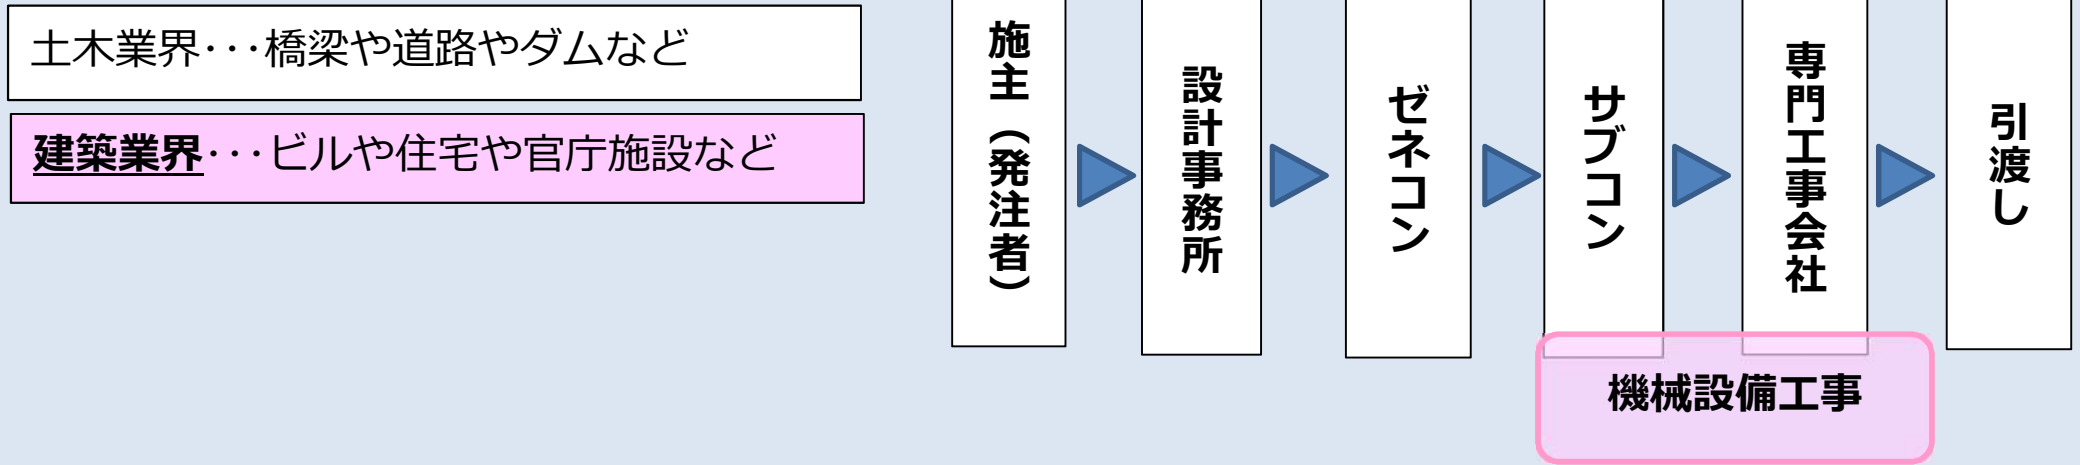 土木業界･･･橋梁や道路やダムなど
建築業界･･･ビルや住宅や官庁施設など
施主（発注者）
設計事務所
ゼネコン
サブコン
専門工事会社
引渡し
機械設備工事